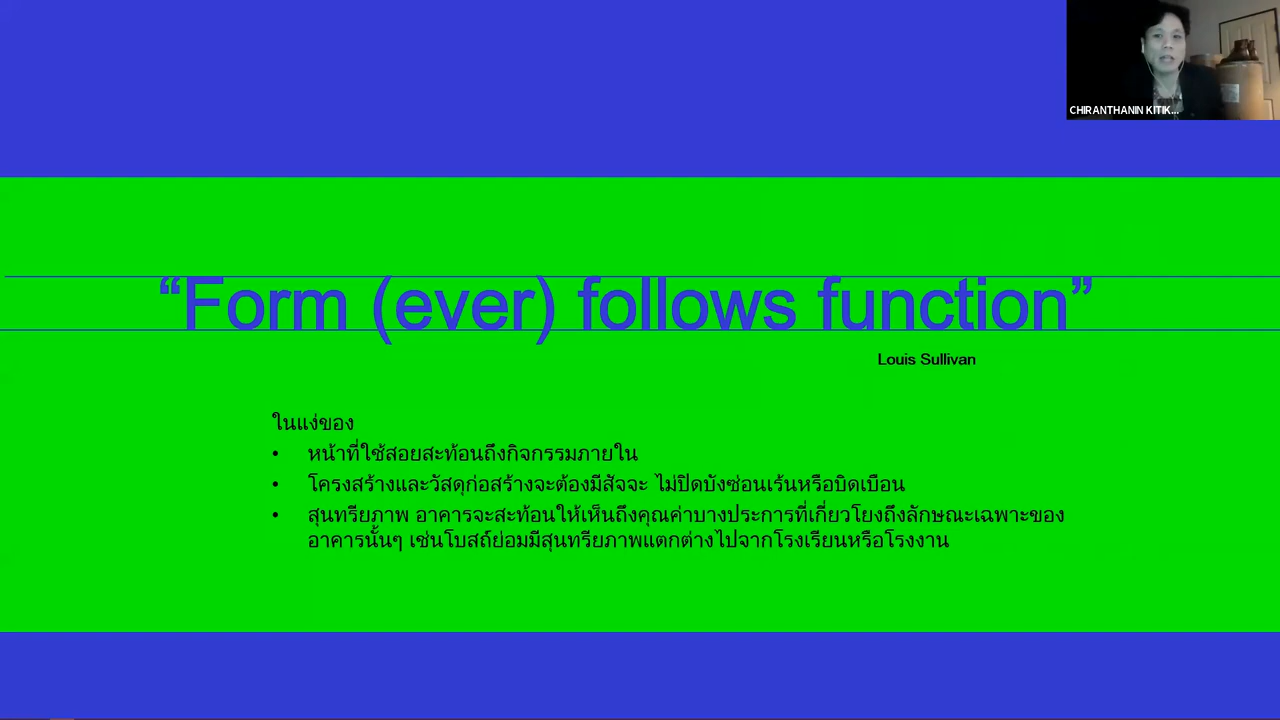 CHIRANTHANIN KITIK...
“Form (ever) follows function”
Louis Sullivan
ในแง่ของ
• หน้าที่ใช้สอยสะท้อนถึงกิจกรรมภายใน
• โครงสร้างและวัสดุก่อสร้างจะต้องมีสัจจะ ไม่ปิดบังซ่อนเร้นหรือบิดเบือน
• สุนทรียภาพ อาคารจะสะท้อนให้เห็นถึงคุณค่าบางประการที่เกี่ยวโยงถึงลักษณะเฉพาะของ
อาคารนั้นๆ เช่นโบสถ์ย่อมมีสุนทรียภาพแตกต่างไปจากโรงเรียนหรือโรงงาน